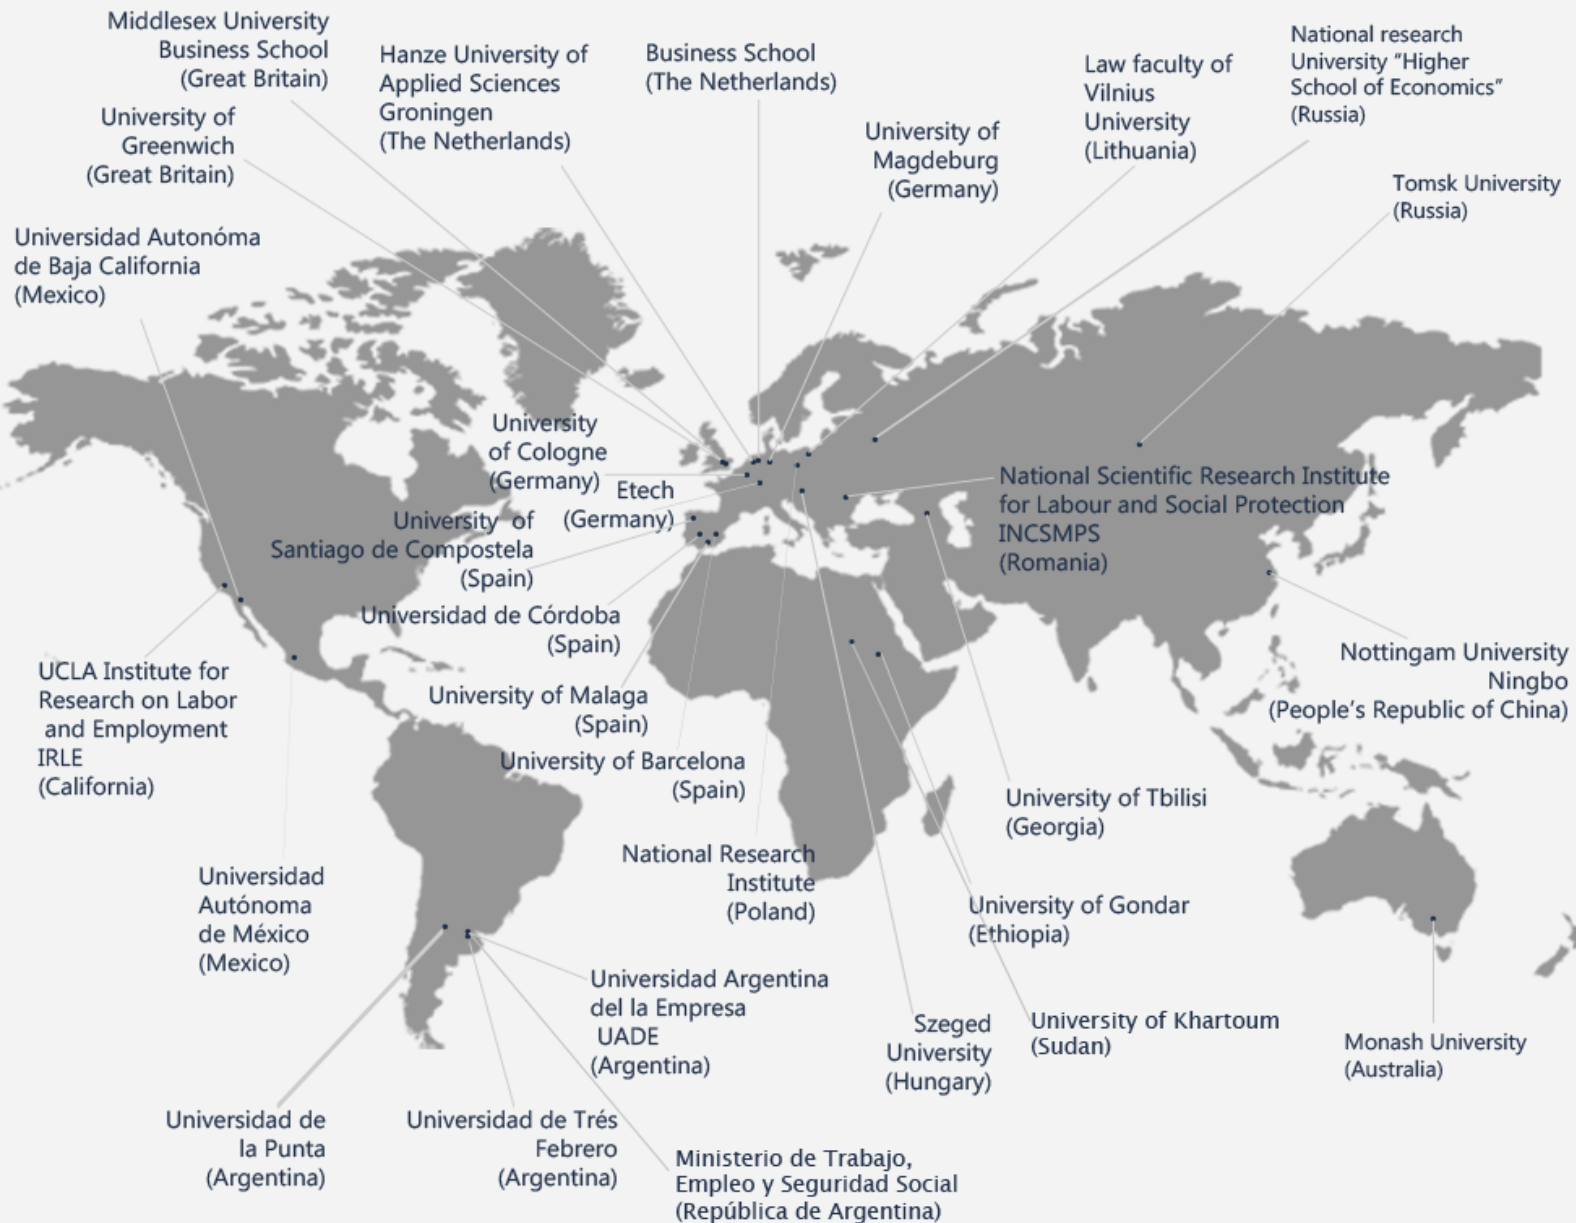 Middlesex University
Business School
(Great Britain)
Hanze University of
Applied Sciences
Groningen
(The Netherlands)
Business School
(The Netherlands)
Law faculty of
Vilnius
University
(Lithuania)
National research
University “Higher
School of Economics”
(Russia)
University of
Greenwich
(Great Britain)
University of
Magdeburg
(Germany)
Tomsk University
(Russia)
Universidad Autonóma
de Baja California
(Mexico)
University
of Cologne
(Germany)
Etech
(Germany)
National Scientific Research Institute
for Labour and Social Protection
INCSMPS
(Romania)
University of
Santiago de Compostela
(Spain)
Universidad de Córdoba
(Spain)
UCLA Institute for
Research on Labor
and Employment
IRLE
(California)
University of Malaga
(Spain)
Nottingam University
Ningbo
(People’s Republic of China)
University of Barcelona
(Spain)
University of Tbilisi
(Georgia)
National Research
Institute
(Poland)
Universidad
Autónoma
de México
(Mexico)
University of Gondar
(Ethiopia)
Universidad Argentina
del la Empresa
UADE
(Argentina)
Szeged
University
(Hungary)
University of Khartoum
(Sudan)
Monash University
(Australia)
Universidad de
la Punta
(Argentina)
Universidad de Trés
Febrero
(Argentina)
Ministerio de Trabajo,
Empleo y Seguridad Social
(República de Argentina)